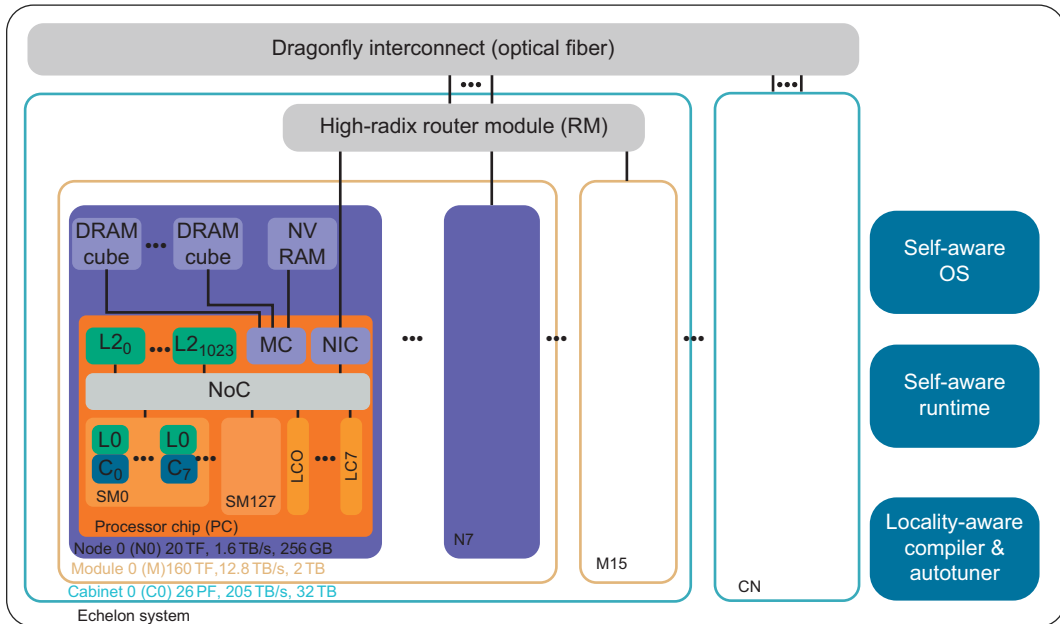 Dragonfly interconnect (optical fiber)
•••
•••
High-radix router module (RM)
DRAM
cube
•••
DRAM
cube
NV
RAM
L2₀
•••
L2₁₀₂₃
MC
NIC
NoC
L0
C₀
•••
L0
C₇
•••
SM0
SM127
LCO
•••
LC7
Processor chip (PC)
Node 0 (N0) 20 TF, 1.6 TB/s, 256 GB
•••
N7
Module 0 (M)160 TF,12.8 TB/s, 2 TB
•••
M15
Cabinet 0 (C0) 26 PF, 205 TB/s, 32 TB
•••
CN
Echelon system
Self-aware
OS
Self-aware
runtime
Locality-aware
compiler &
autotuner